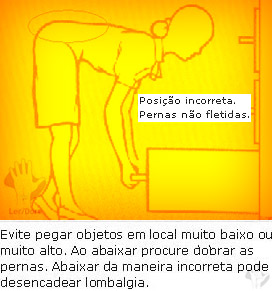 Posição incorreta.
Pernas não fletidas.
Evite pegar objetos em local muito baixo ou
muito alto. Ao abaixar procure dobrar as
pernas. Abaixar da maneira incorreta pode
desencadear lombalgia.